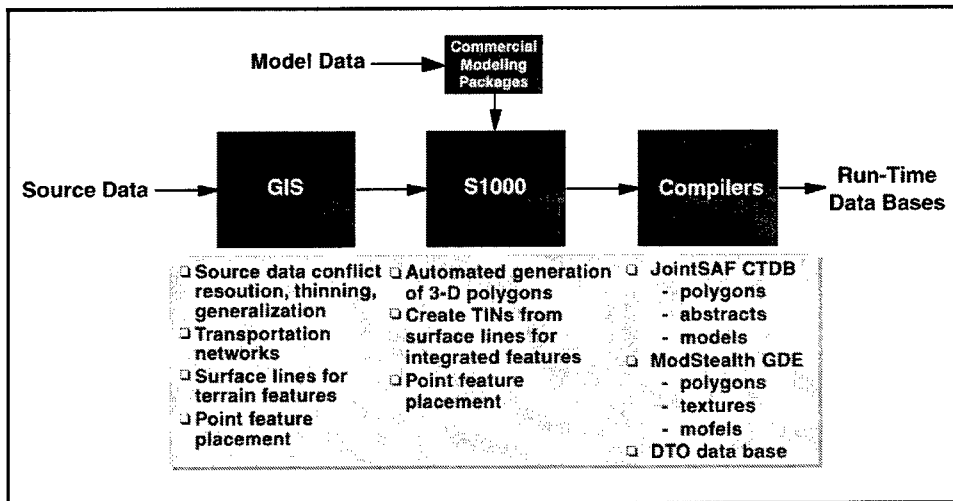 Model Data
Commercial
Modeling
Packages
Source Data
GIS
S1000
Compilers
Run-Time
Data Bases
❑ Source data conflict
resoution, thinning,
generalization
❑ Transportation
networks
❑ Surface lines for
terrain features
❑ Point feature
placement
❑ Automated generation
of 3-D polygons
❑ Create TINs from
surface lines for
integrated features
❑ Point feature
placement
❑ JointSAF CTDB
- polygons
- abstracts
- models
❑ ModStealth GDE
- polygons
- textures
- mofels
❑ DTO data base